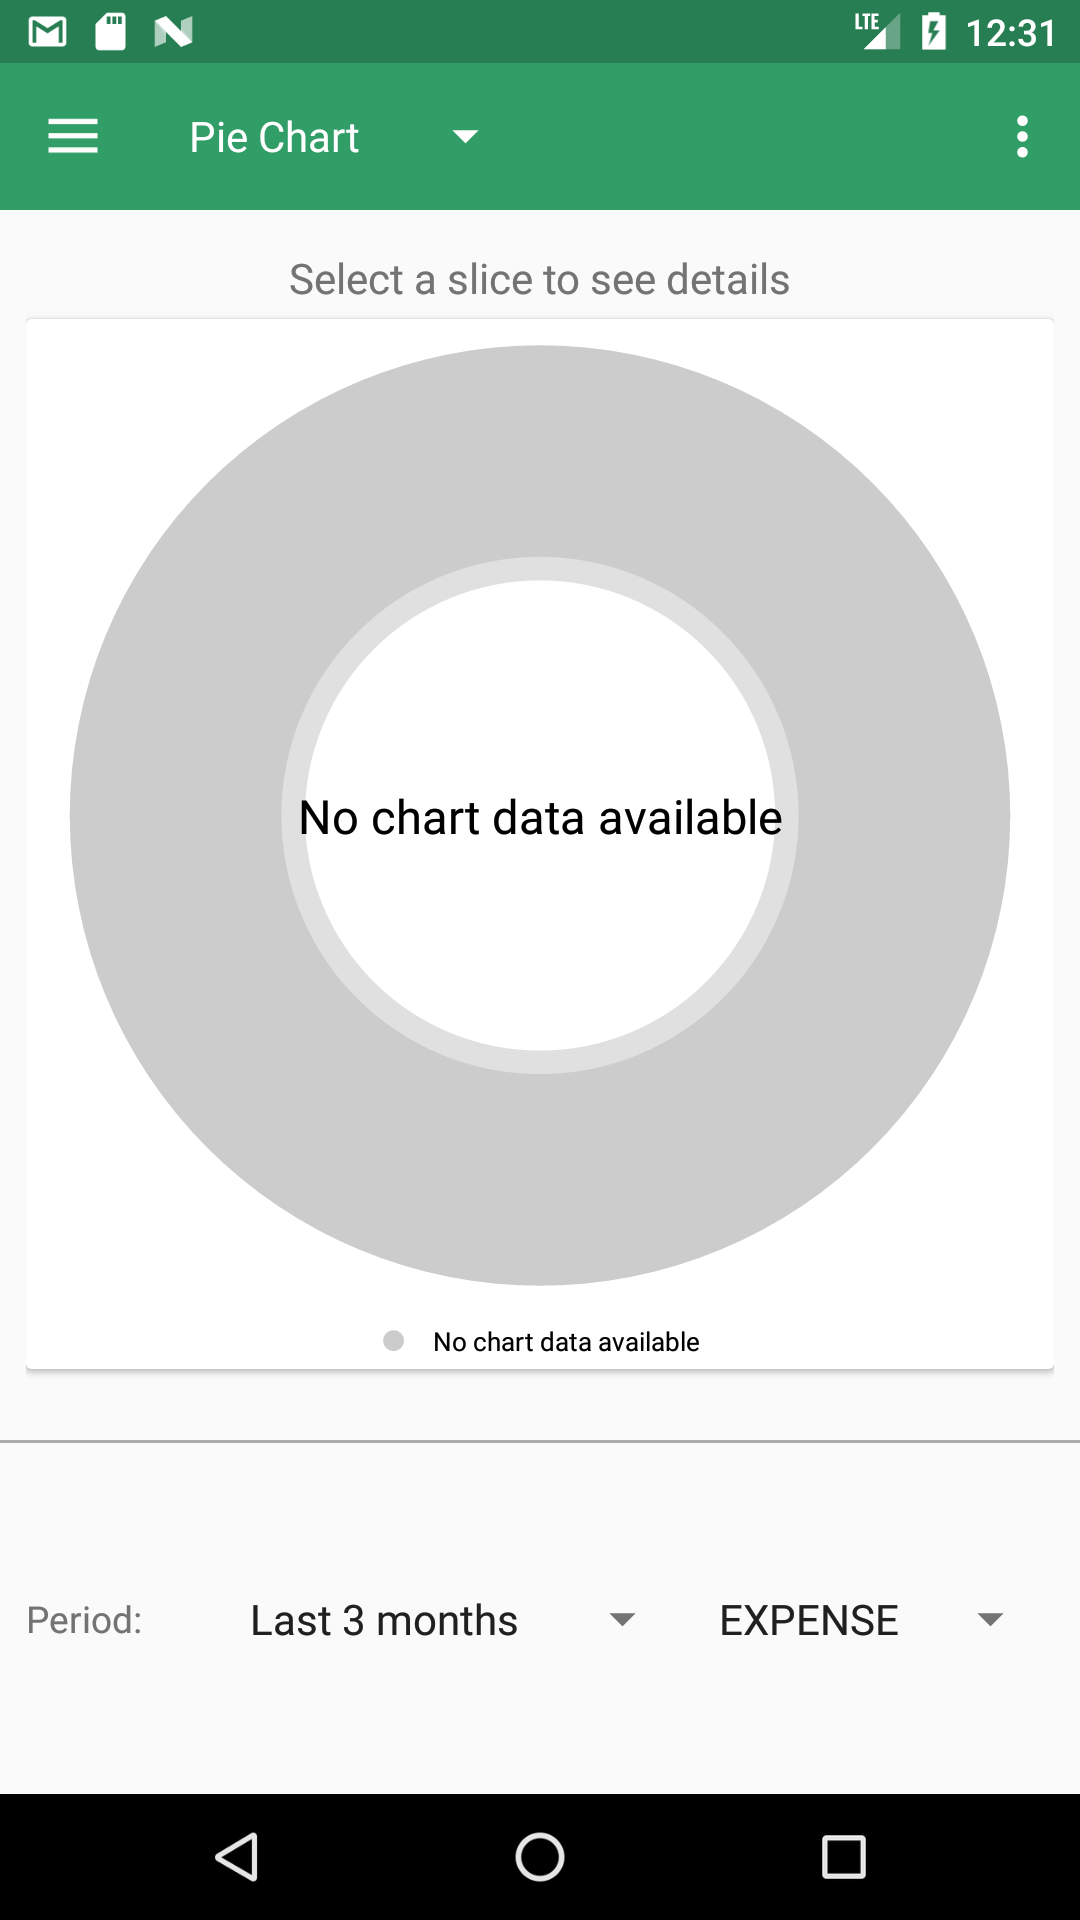 LTE 12:31
Pie Chart
Select a slice to see details
No chart data available
No chart data available
Period: Last 3 months EXPENSE